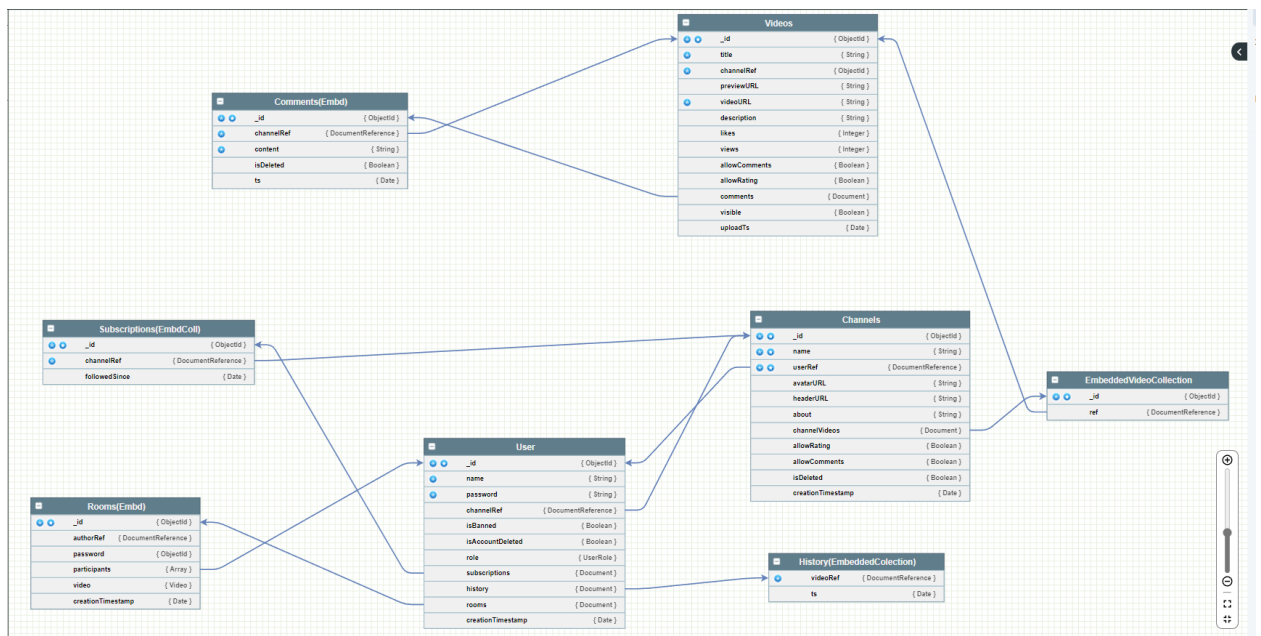 Videos
_id { ObjectId }
title { String }
channelRef { ObjectId }
previewURL { String }
videoURL { String }
description { String }
likes { Integer }
views { Integer }
allowComments { Boolean }
allowRating { Boolean }
comments { Document }
visible { Boolean }
uploadTs { Date }
Comments(Embd)
_id { ObjectId }
channelRef { DocumentReference }
content { String }
isDeleted { Boolean }
ts { Date }
Subscriptions(EmbdColl)
_id { ObjectId }
channelRef { DocumentReference }
followedSince { Date }
Channels
_id { ObjectId }
name { String }
userRef { DocumentReference }
avatarURL { String }
headerURL { String }
about { String }
channelVideos { Document }
allowRating { Boolean }
allowComments { Boolean }
isDeleted { Boolean }
creationTimestamp { Date }
EmbeddedVideoCollection
_id { ObjectId }
ref { DocumentReference }
User
_id { ObjectId }
name { String }
password { String }
channelRef { DocumentReference }
isBanned { Boolean }
isAccountDeleted { Boolean }
role { UserRole }
subscriptions { Document }
history { Document }
rooms { Document }
creationTimestamp { Date }
Rooms(Embd)
_id { ObjectId }
authorRef { DocumentReference }
password { ObjectId }
participants { Array }
video { Video }
creationTimestamp { Date }
History(EmbeddedColection)
videoRef { DocumentReference }
ts { Date }